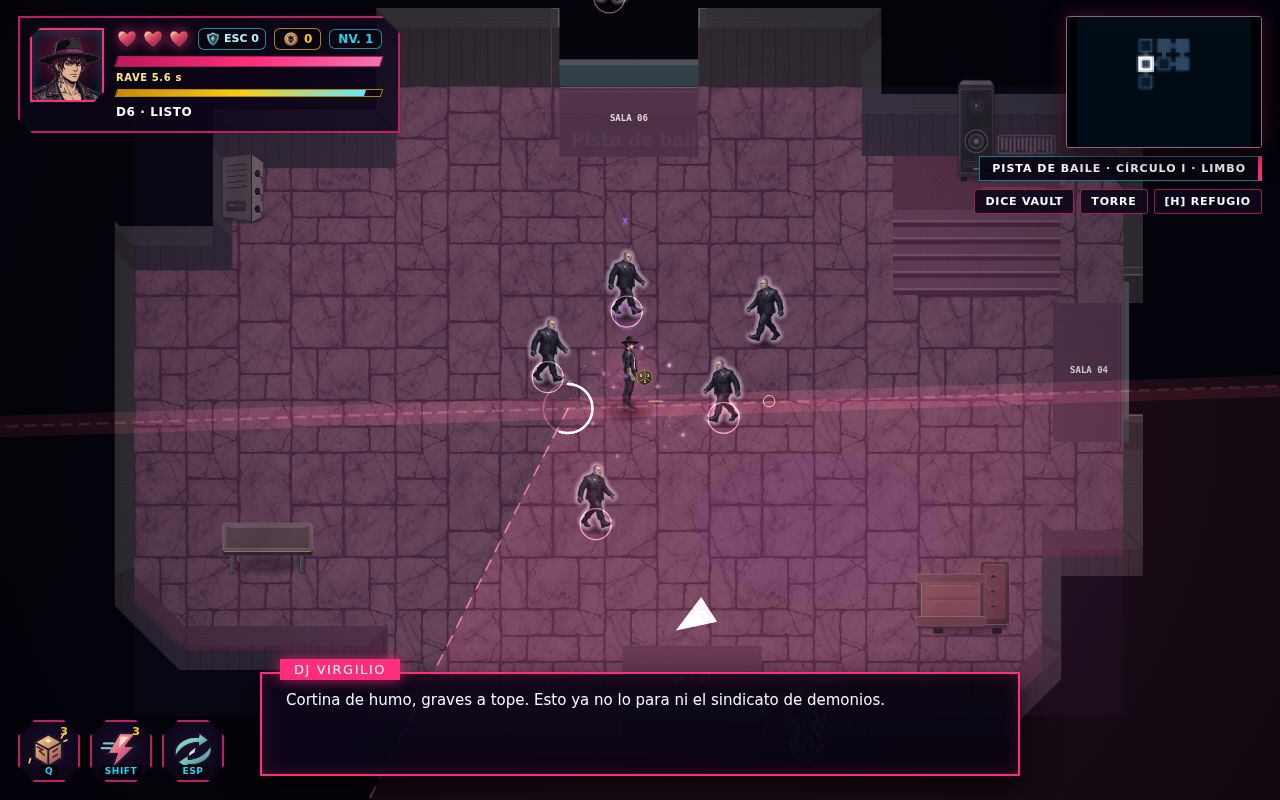 ESC 0
0
NV. 1
RAVE 5.6 s
D6 · LISTO
SALA 06
Pista de baile
PISTA DE BAILE · CÍRCULO I · LIMBO
DICE VAULT
TORRE
[H] REFUGIO
x
SALA 04
DJ VIRGILIO
Cortina de humo, graves a tope. Esto ya no lo para ni el sindicato de demonios.
3
Q
3
SHIFT
ESP